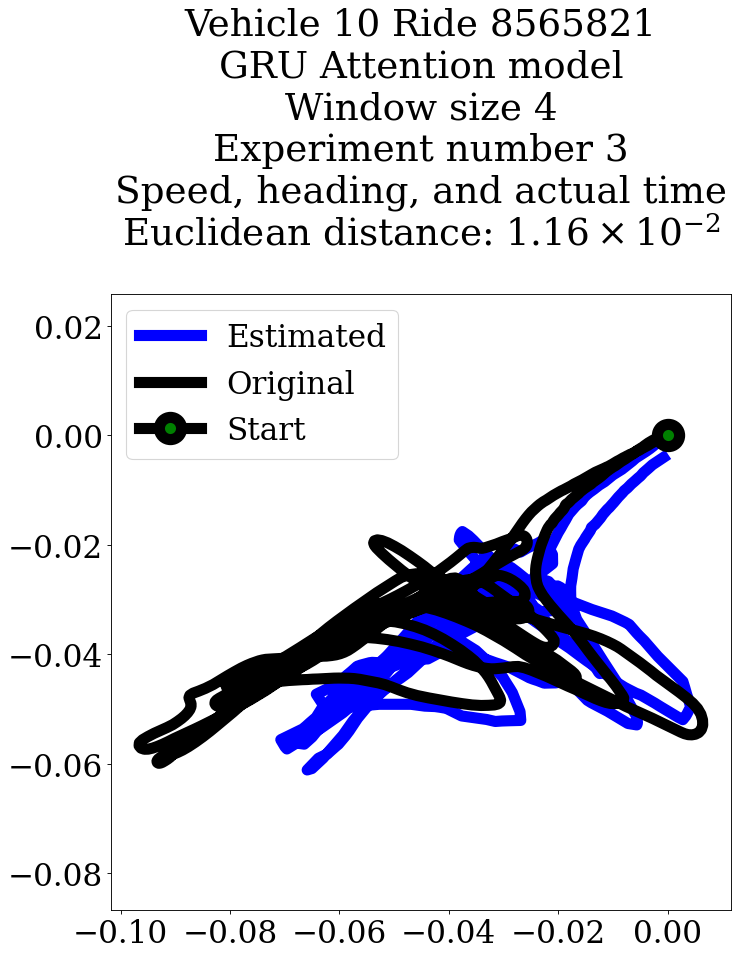 Vehicle 10 Ride 8565821
GRU Attention model
Window size 4
Experiment number 3
Speed, heading, and actual time
Euclidean distance: 1.16 × 10⁻²
Estimated
Original
Start
0.02
0.00
−0.02
−0.04
−0.06
−0.08
−0.10 −0.08 −0.06 −0.04 −0.02 0.00